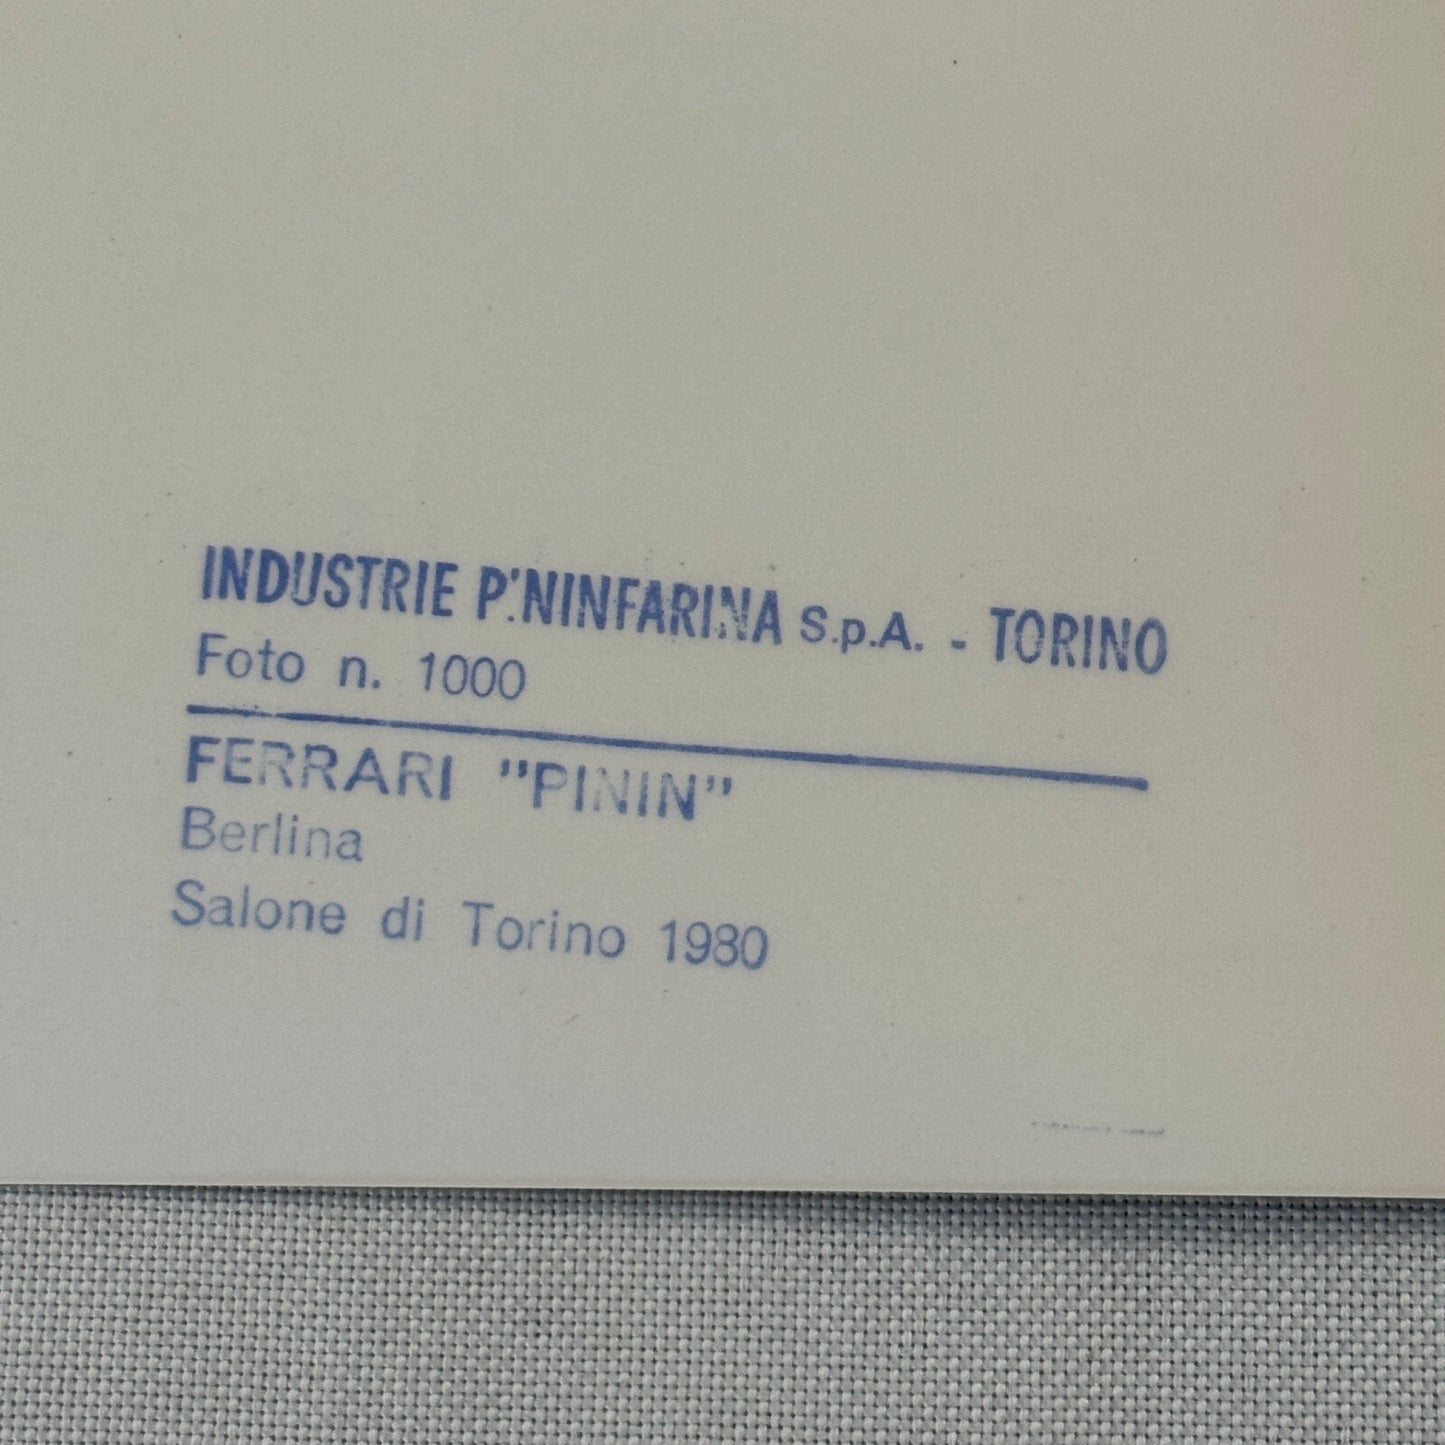 INDUSTRIE PININFARINA S.p.A. - TORINO
Foto n. 1000
FERRARI "PININ"
Berlina
Salone di Torino 1980